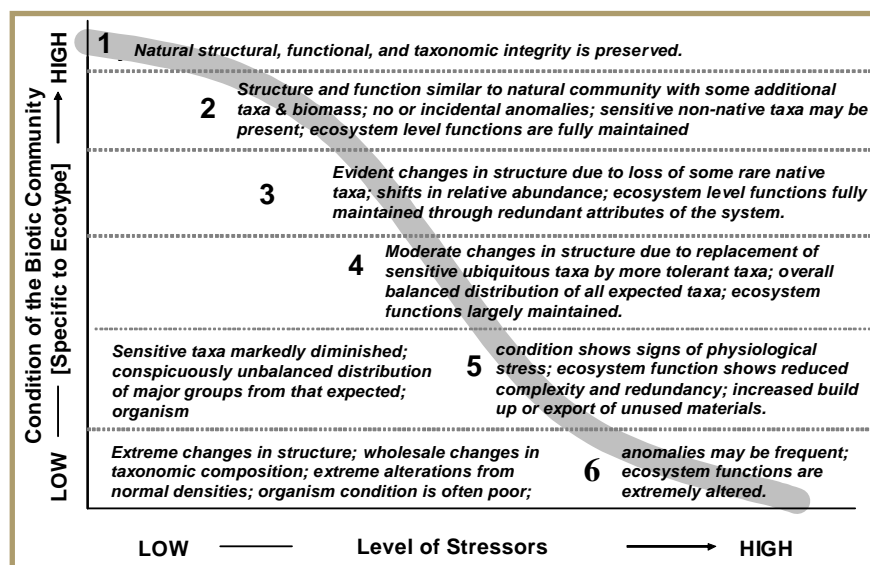 Condition of the Biotic Community
[Specific to Ecotype]
LOW
HIGH
1
Natural structural, functional, and taxonomic integrity is preserved.
2
Structure and function similar to natural community with some additional
taxa & biomass; no or incidental anomalies; sensitive non-native taxa may be
present; ecosystem level functions are fully maintained
3
Evident changes in structure due to loss of some rare native
taxa; shifts in relative abundance; ecosystem level functions fully
maintained through redundant attributes of the system.
4
Moderate changes in structure due to replacement of
sensitive ubiquitous taxa by more tolerant taxa; overall
balanced distribution of all expected taxa; ecosystem
functions largely maintained.
Sensitive taxa markedly diminished;
conspicuously unbalanced distribution
of major groups from that expected;
organism
5
condition shows signs of physiological
stress; ecosystem function shows reduced
complexity and redundancy; increased build
up or export of unused materials.
Extreme changes in structure; wholesale changes in
taxonomic composition; extreme alterations from
normal densities; organism condition is often poor;
6
anomalies may be frequent;
ecosystem functions are
extremely altered.
LOW
Level of Stressors
HIGH